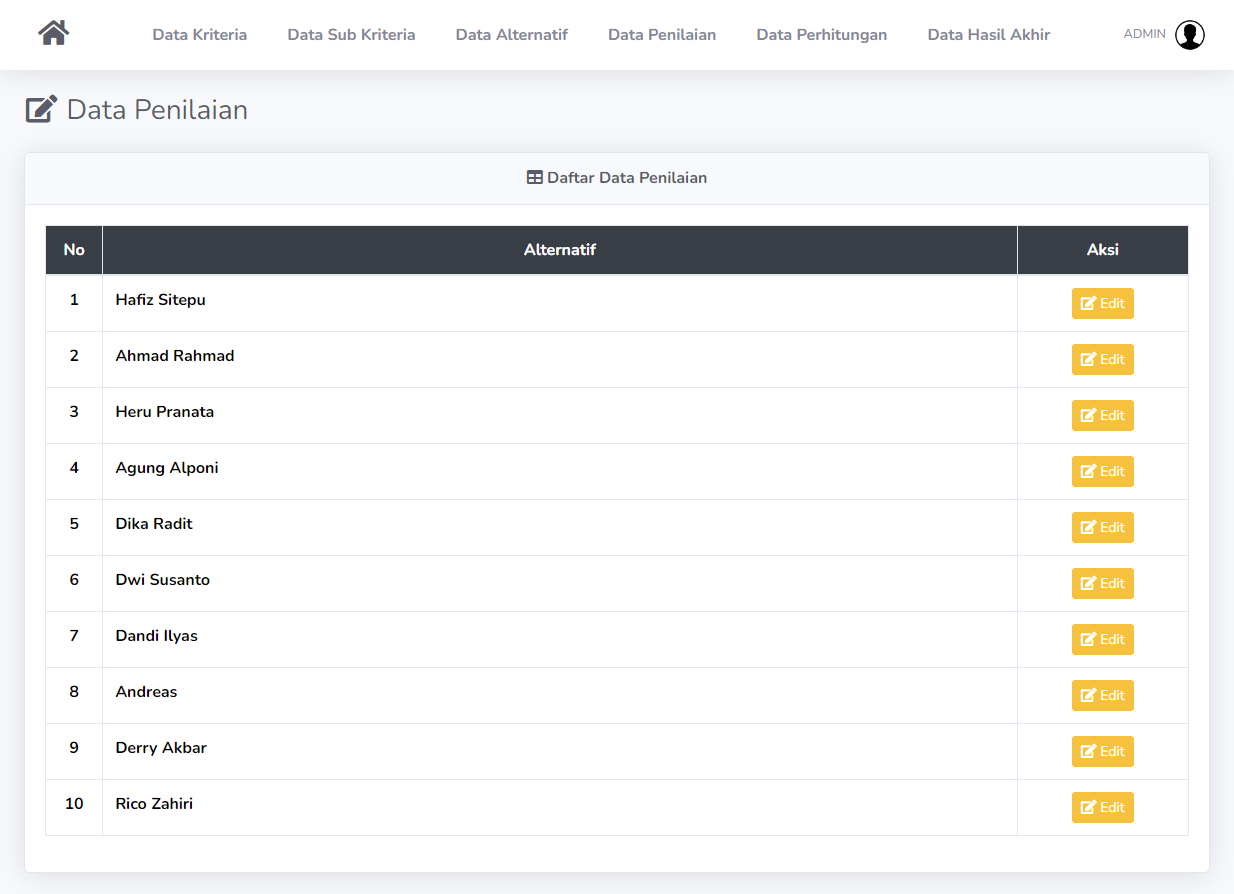 Data Kriteria Data Sub Kriteria Data Alternatif Data Penilaian Data Perhitungan Data Hasil Akhir ADMIN
Data Penilaian
Daftar Data Penilaian
No Alternatif Aksi
1 Hafiz Sitepu Edit
2 Ahmad Rahmad Edit
3 Heru Pranata Edit
4 Agung Alponi Edit
5 Dika Radit Edit
6 Dwi Susanto Edit
7 Dandi Ilyas Edit
8 Andreas Edit
9 Derry Akbar Edit
10 Rico Zahiri Edit